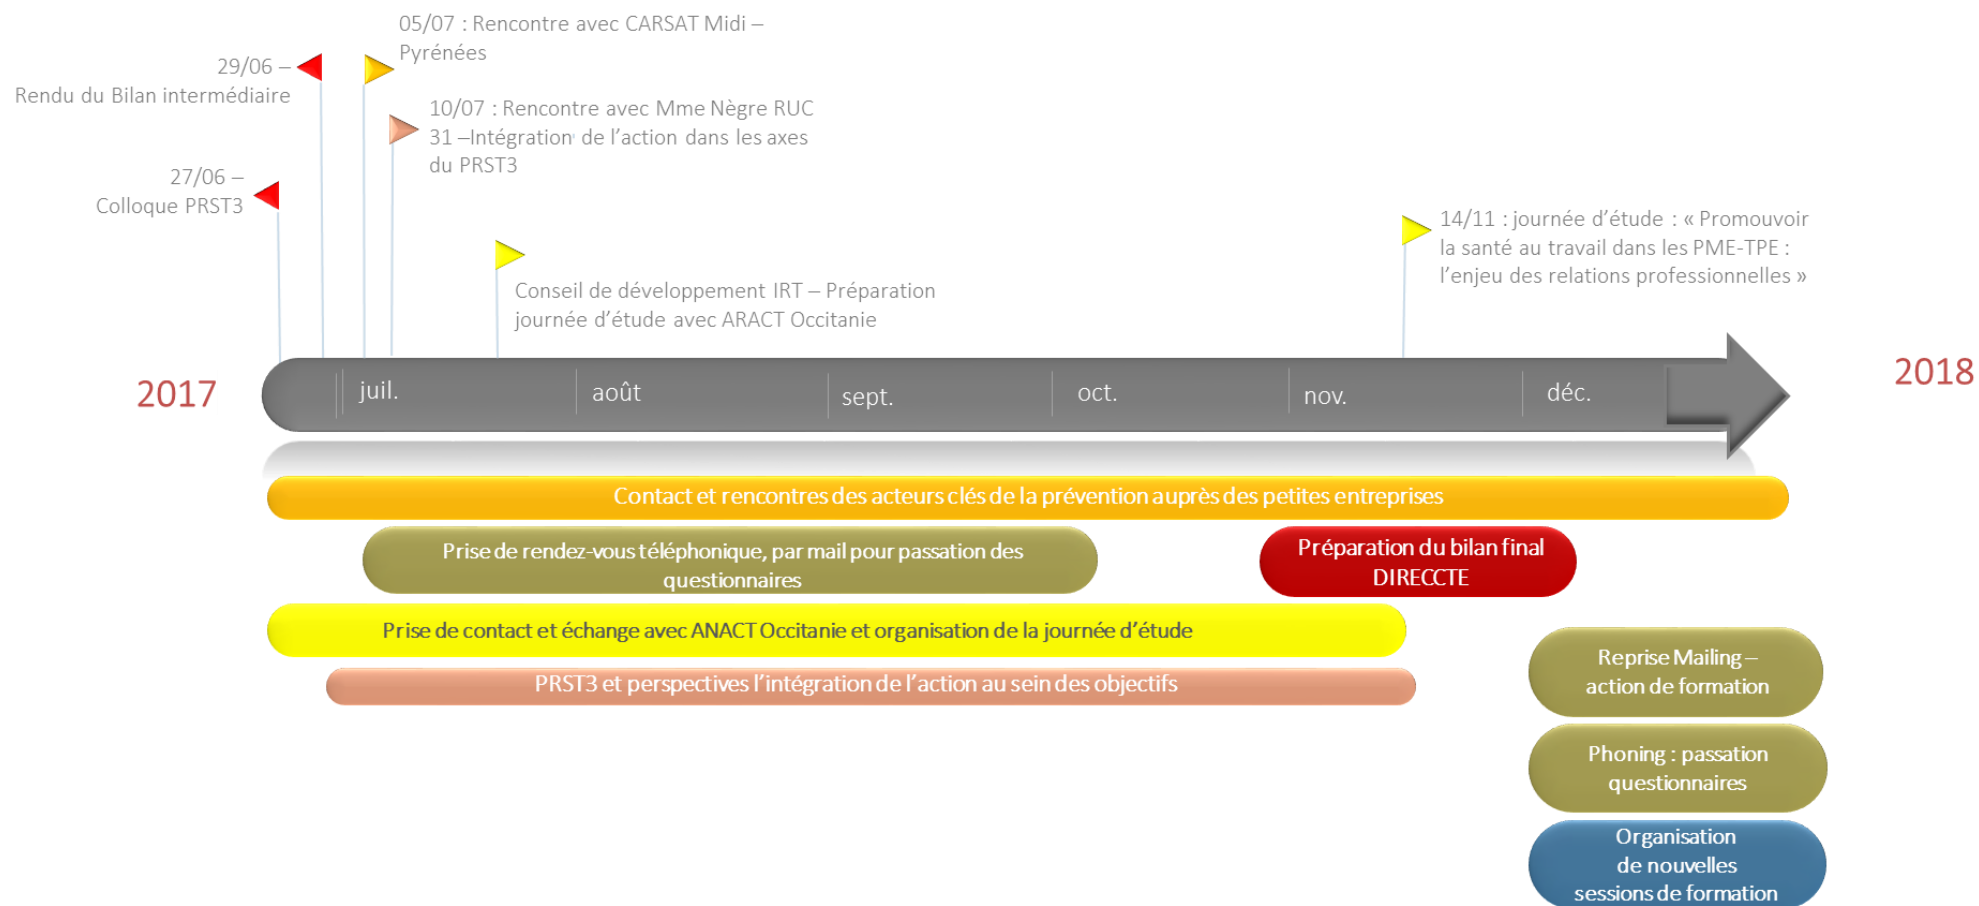 05/07 : Rencontre avec CARSAT Midi –
Pyrénées
29/06 –
Rendu du Bilan intermédiaire
10/07 : Rencontre avec Mme Nègre RUC
31 –Intégration de l’action dans les axes
du PRST3
27/06 –
Colloque PRST3
14/11 : journée d’étude : « Promouvoir
la santé au travail dans les PME-TPE :
l’enjeu des relations professionnelles »
Conseil de développement IRT – Préparation
journée d’étude avec ARACT Occitanie
2017
juil.
août
sept.
oct.
nov.
déc.
2018
Contact et rencontres des acteurs clés de la prévention auprès des petites entreprises
Prise de rendez-vous téléphonique, par mail pour passation des
questionnaires
Préparation du bilan final
DIRECCTE
Prise de contact et échange avec ANACT Occitanie et organisation de la journée d’étude
PRST3 et perspectives l’intégration de l’action au sein des objectifs
Reprise Mailing –
action de formation
Phoning : passation
questionnaires
Organisation
de nouvelles
sessions de formation